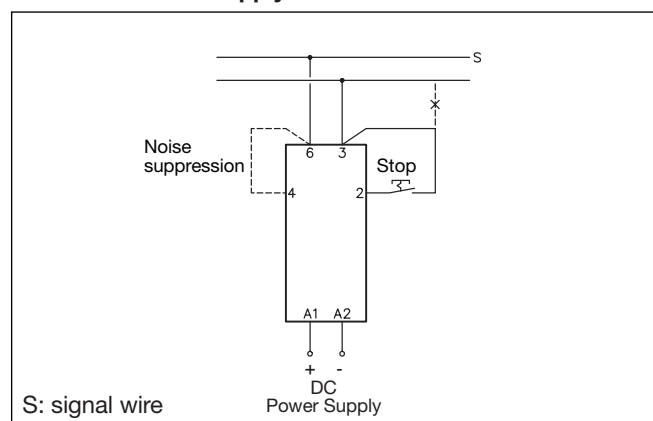 S
Noise
suppression
6 3
Stop
4 2
A1 A2
+ -
DC
Power Supply
S: signal wire